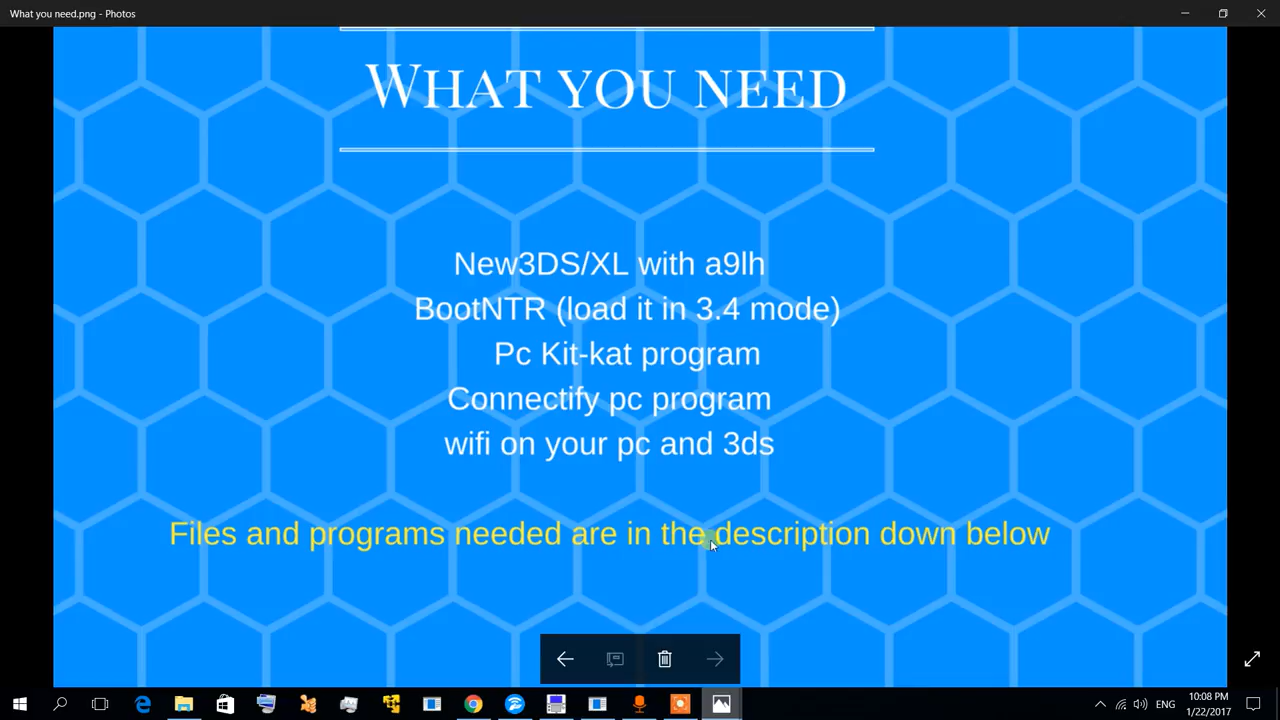 What you need.png - Photos
WHAT YOU NEED
New3DS/XL with a9lh
BootNTR (load it in 3.4 mode)
Pc Kit-kat program
Connectify pc program
wifi on your pc and 3ds
Files and programs needed are in the description down below
ENG
10:08 PM
1/22/2017